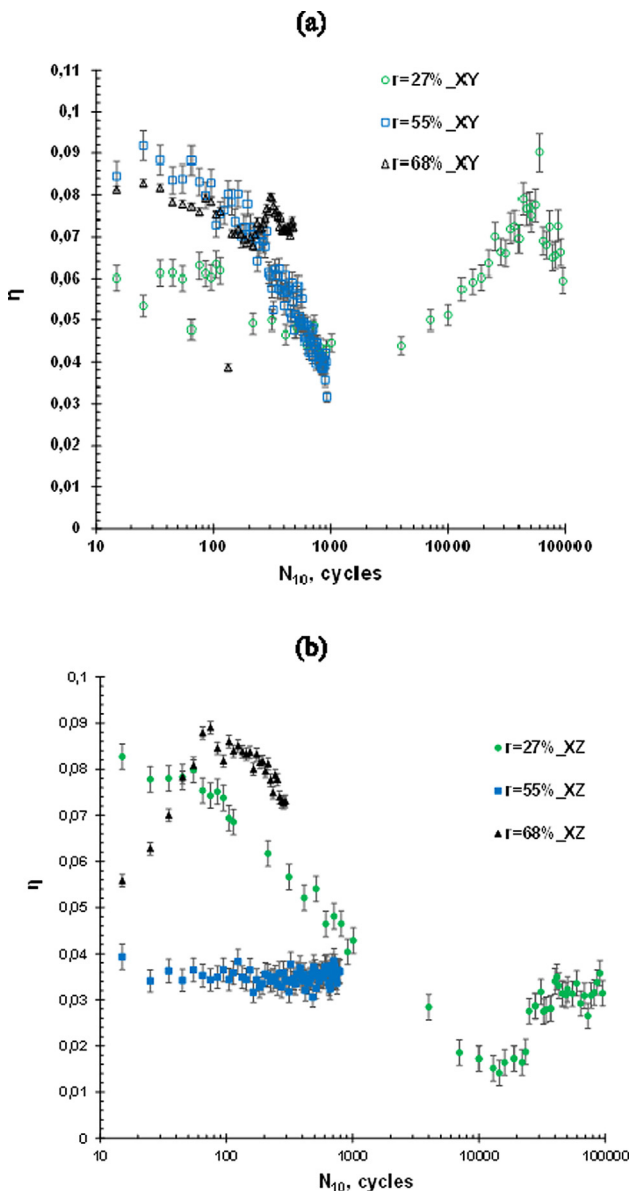 (a)
0,11
0,1
0,09
0,08
0,07
0,06
0,05
0,04
0,03
0,02
0,01
0
η
r=27%_XY
r=55%_XY
r=68%_XY
10 100 1000 10000 100000
N10, cycles
(b)
0,1
0,09
0,08
0,07
0,06
0,05
0,04
0,03
0,02
0,01
0
η
r=27%_XZ
r=55%_XZ
r=68%_XZ
10 100 1000 10000 100000
N10, cycles